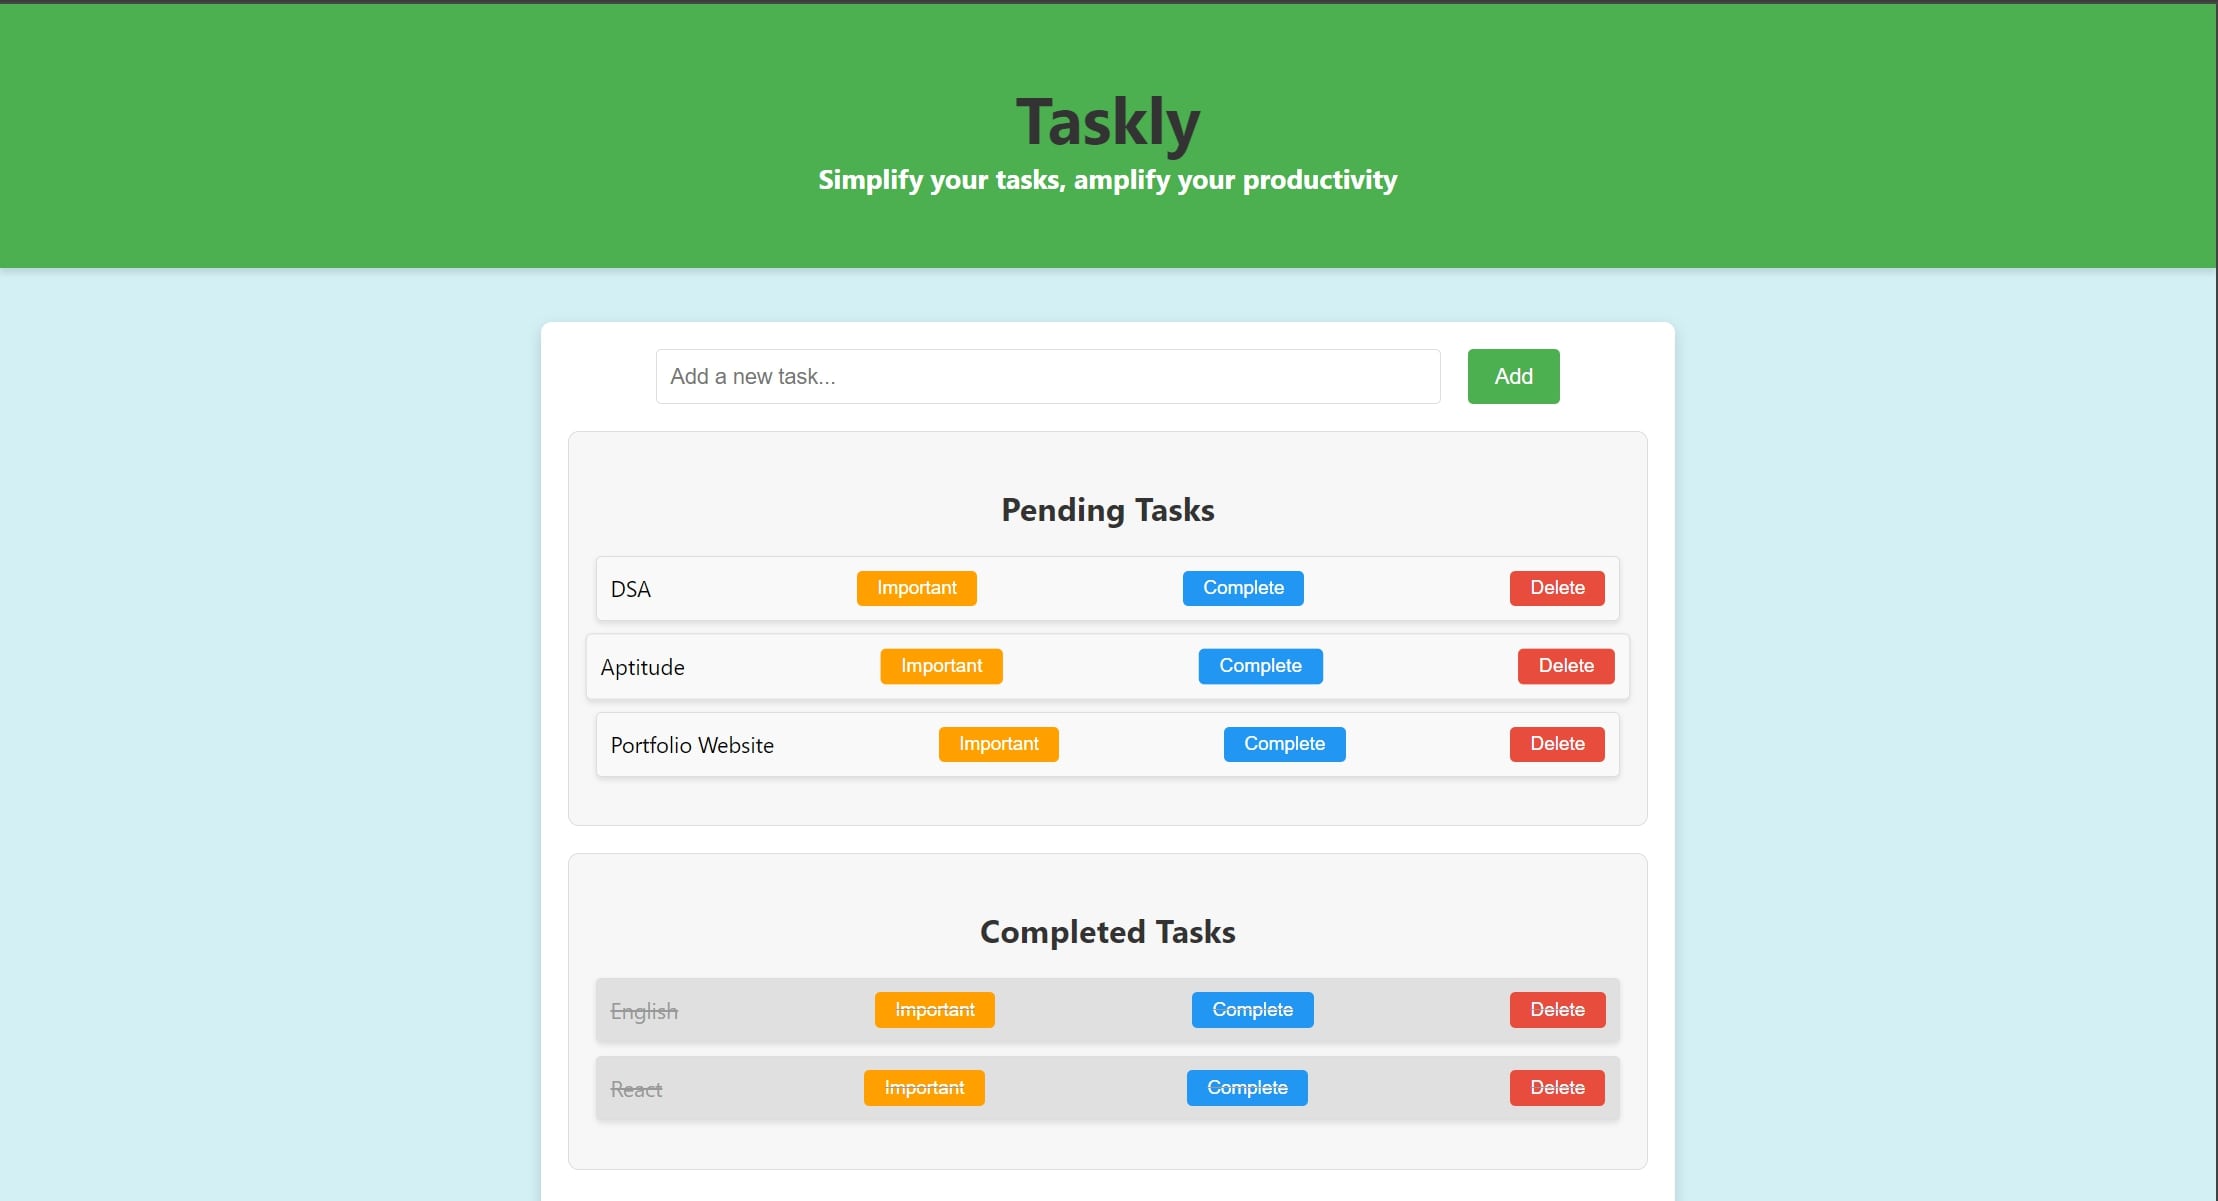 Taskly
Simplify your tasks, amplify your productivity
Add a new task...
Add
Pending Tasks
DSA Important Complete Delete
Aptitude Important Complete Delete
Portfolio Website Important Complete Delete
Completed Tasks
English Important Complete Delete
React Important Complete Delete